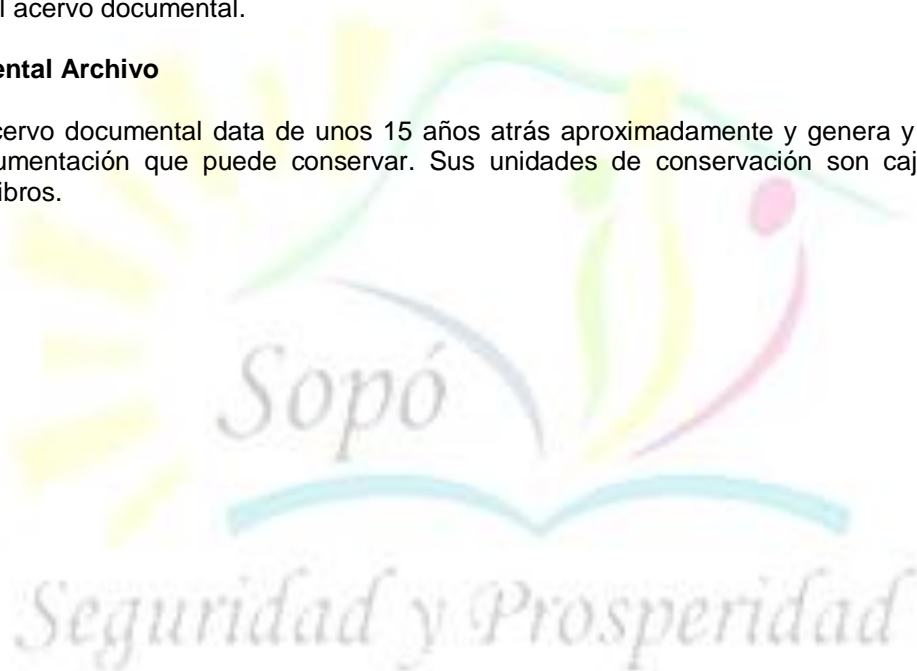 l acervo documental.
ental Archivo
cervo documental data de unos 15 años atrás aproximadamente y genera y
umentación que puede conservar. Sus unidades de conservación son caj
ibros.
Sopó
Seguridad y Prosperidad